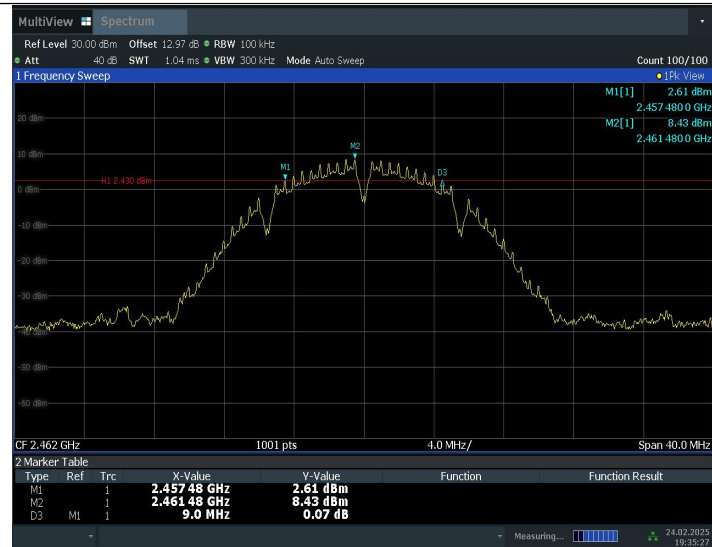 MultiView Spectrum
Ref Level 30.00 dBm Offset 12.97 dB RBW 100 kHz
Att 40 dB SWT 1.04 ms VBW 300 kHz Mode Auto Sweep Count 100/100
1 Frequency Sweep 1Pk View
M1[1] 2.61 dBm
2.457 480 0 GHz
M2[1] 8.43 dBm
2.461 480 0 GHz
20 dBm
10 dBm
M2
M1
D3
H1 2.430 dBm
0 dBm
-10 dBm
-20 dBm
-30 dBm
-40 dBm
-50 dBm
-60 dBm
CF 2.462 GHz 1001 pts 4.0 MHz/ Span 40.0 MHz
2 Marker Table
Type Ref Trc X-Value Y-Value Function Function Result
M1 1 2.457 48 GHz 2.61 dBm
M2 1 2.461 48 GHz 8.43 dBm
D3 M1 1 9.0 MHz 0.07 dB
Measuring... 24.02.2025
19:35:27